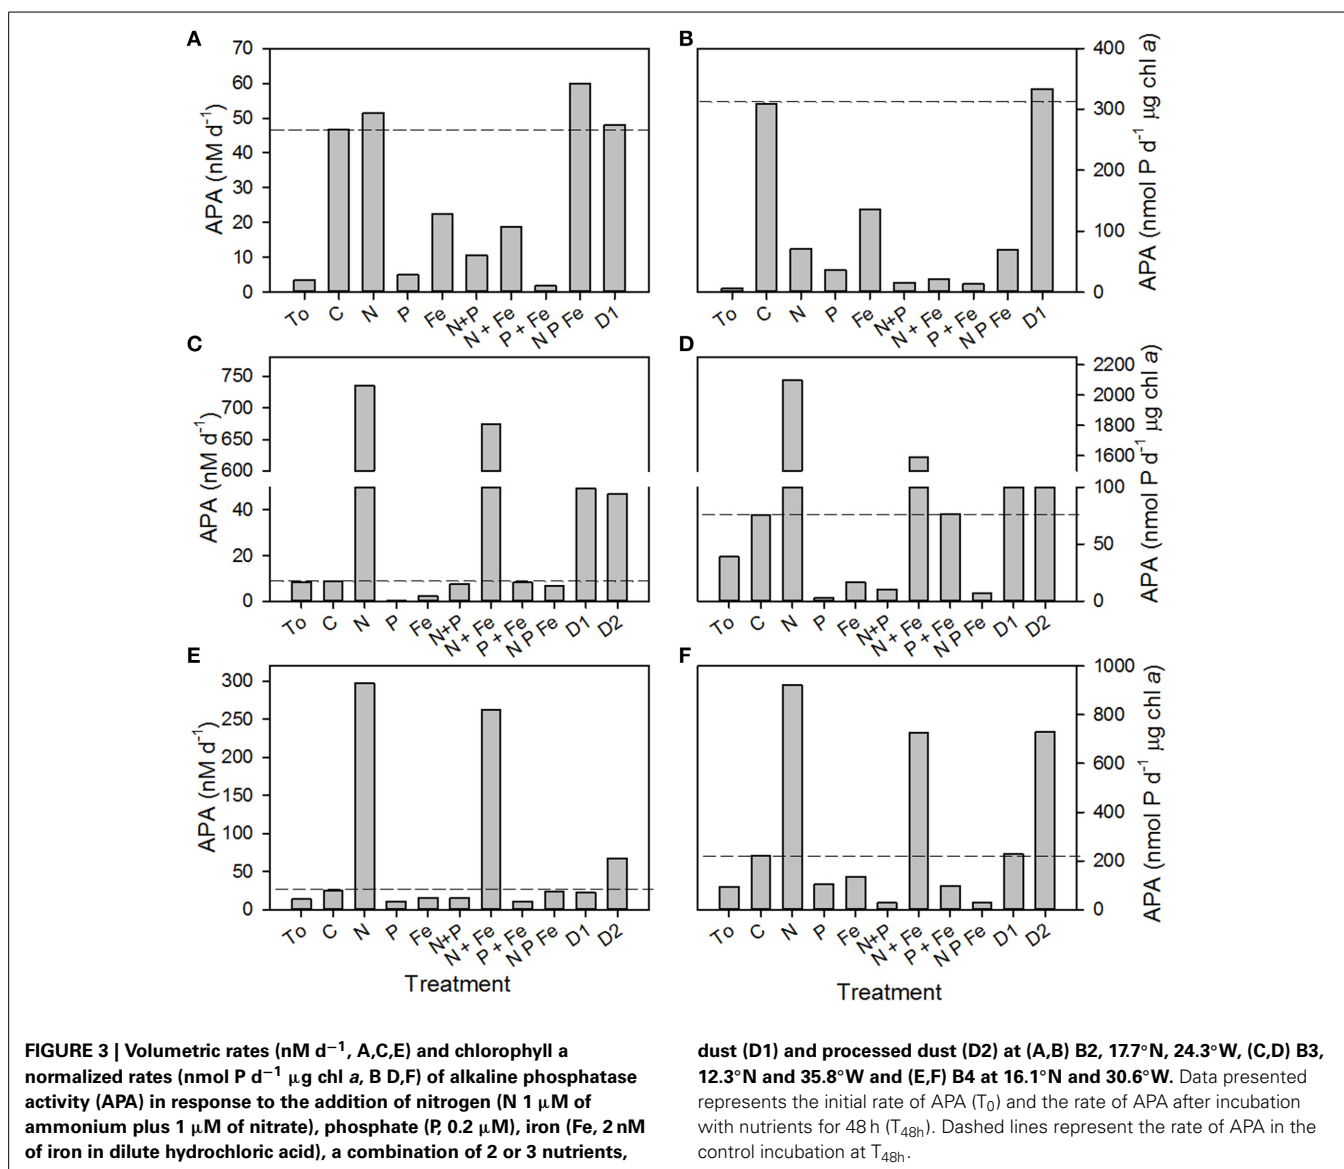 A
70
60
50
40
30
20
10
0
APA (nM d-1)
To C N P Fe N+P N + Fe P + Fe N P Fe D1
B
400
300
200
100
0
APA (nmol P d-1 µg chl a)
To C N P Fe N+P N + Fe P + Fe N P Fe D1
C
750
700
650
600
40
20
0
APA (nM d-1)
To C N P Fe N+P N + Fe P + Fe N P Fe D1 D2
D
2200
2000
1800
1600
100
50
0
APA (nmol P d-1 µg chl a)
To C N P Fe N+P N + Fe P + Fe N P Fe D1 D2
E
300
250
200
150
100
50
0
APA (nM d-1)
To C N P Fe N+P N + Fe P + Fe N P Fe D1 D2
Treatment
F
1000
800
600
400
200
0
APA (nmol P d-1 µg chl a)
To C N P Fe N+P N + Fe P + Fe N P Fe D1 D2
Treatment
FIGURE 3 | Volumetric rates (nM d−1, A,C,E) and chlorophyll a
normalized rates (nmol P d−1 μg chl a, B D,F) of alkaline phosphatase
activity (APA) in response to the addition of nitrogen (N 1 μM of
ammonium plus 1 μM of nitrate), phosphate (P, 0.2 μM), iron (Fe, 2 nM
of iron in dilute hydrochloric acid), a combination of 2 or 3 nutrients,
dust (D1) and processed dust (D2) at (A,B) B2, 17.7°N, 24.3°W, (C,D) B3,
12.3°N and 35.8°W and (E,F) B4 at 16.1°N and 30.6°W. Data presented
represents the initial rate of APA (T0) and the rate of APA after incubation
with nutrients for 48 h (T48h). Dashed lines represent the rate of APA in the
control incubation at T48h.